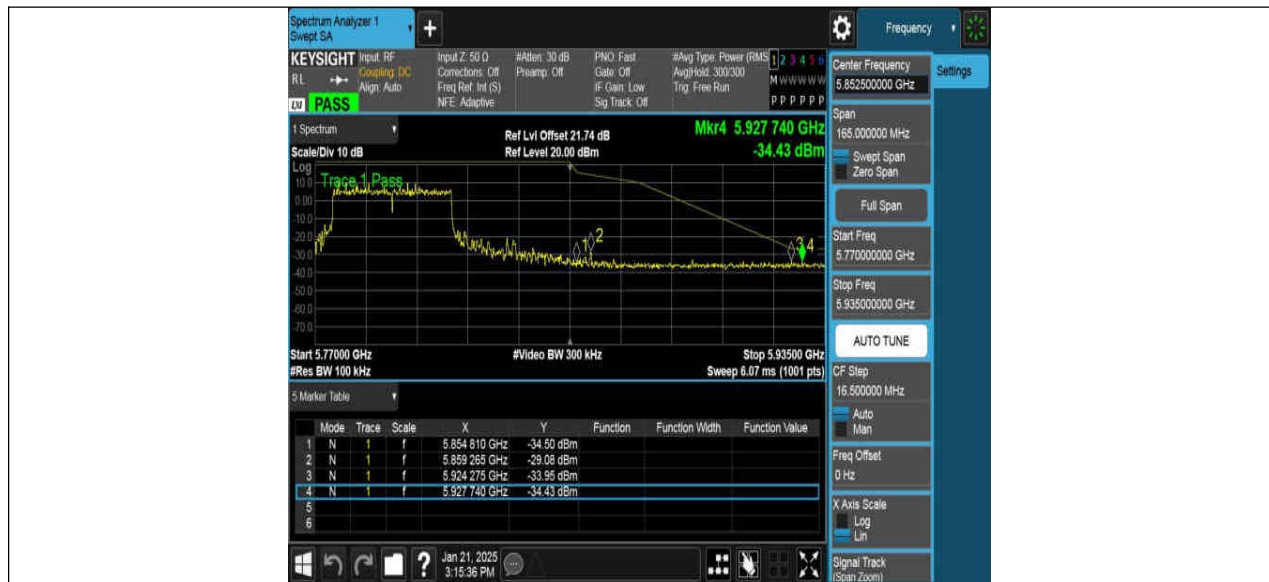 Spectrum Analyzer 1
Swept SA
+
Frequency
KEYSIGHT
RL
LXI
PASS
Input: RF
Coupling: DC
Align: Auto
Input Z: 50 Ω
Corrections: Off
Freq Ref: Int (S)
NFE: Adaptive
#Atten: 30 dB
Preamp: Off
PNO: Fast
Gate: Off
IF Gain: Low
Sig Track: Off
#Avg Type: Power (RMS
Avg|Hold: 300/300
Trig: Free Run
1 2 3 4 5 6
M W W W W W
P P P P P P
Center Frequency
5.852500000 GHz
Settings
Span
165.000000 MHz
Swept Span
Zero Span
Full Span
Start Freq
5.770000000 GHz
Stop Freq
5.935000000 GHz
AUTO TUNE
CF Step
16.500000 MHz
Auto
Man
Freq Offset
0 Hz
X Axis Scale
Log
Lin
Signal Track
(Span Zoom)
1 Spectrum
Scale/Div 10 dB
Ref Lvl Offset 21.74 dB
Ref Level 20.00 dBm
Mkr4 5.927 740 GHz
-34.43 dBm
Log
Trace 1 Pass
10.0
0.00
-10.0
-20.0
-30.0
-40.0
-50.0
-60.0
-70.0
1 2 3 4
Start 5.77000 GHz
#Res BW 100 kHz
#Video BW 300 kHz
Stop 5.93500 GHz
Sweep 6.07 ms (1001 pts)
5 Marker Table
Mode Trace Scale X Y Function Function Width Function Value
1 N 1 f 5.854 810 GHz -34.50 dBm
2 N 1 f 5.859 265 GHz -29.08 dBm
3 N 1 f 5.924 275 GHz -33.95 dBm
4 N 1 f 5.927 740 GHz -34.43 dBm
5
6
?
Jan 21, 2025
3:15:36 PM